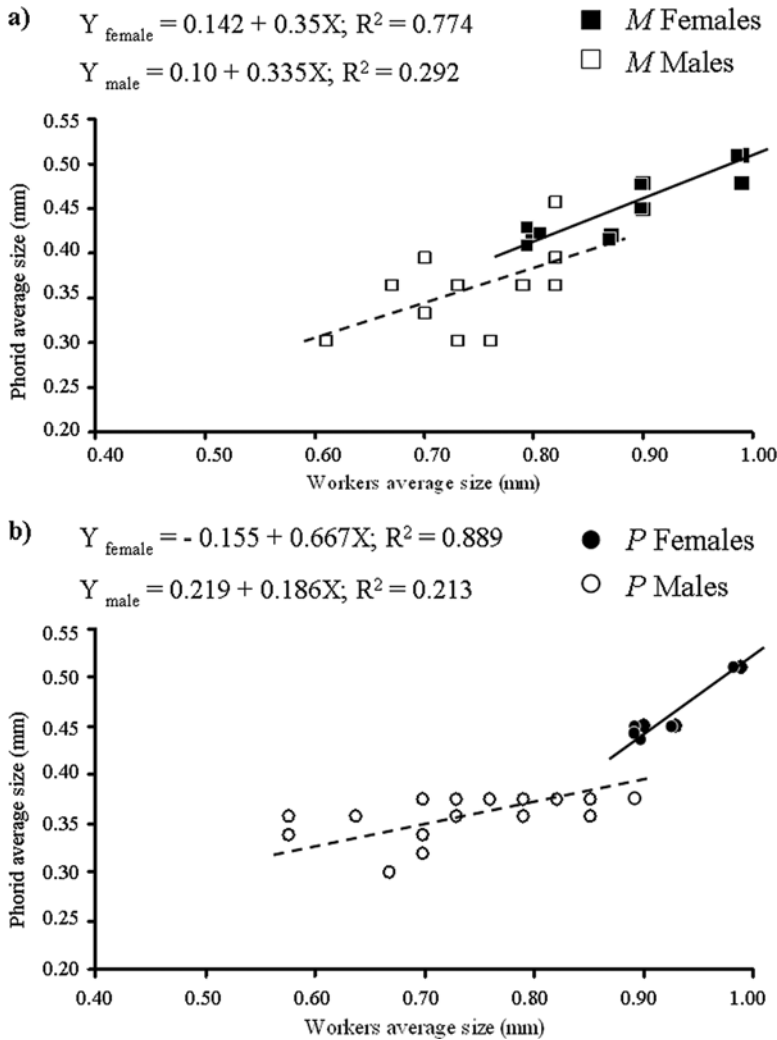 a)
Y female = 0.142 + 0.35X; R² = 0.774
Y male = 0.10 + 0.335X; R² = 0.292
M Females
M Males
Phorid average size (mm)
0.55
0.50
0.45
0.40
0.35
0.30
0.25
0.20
0.40 0.50 0.60 0.70 0.80 0.90 1.00
Workers average size (mm)
b)
Y female = - 0.155 + 0.667X; R² = 0.889
Y male = 0.219 + 0.186X; R² = 0.213
P Females
P Males
Phorid average size (mm)
0.55
0.50
0.45
0.40
0.35
0.30
0.25
0.20
0.40 0.50 0.60 0.70 0.80 0.90 1.00
Workers average size (mm)